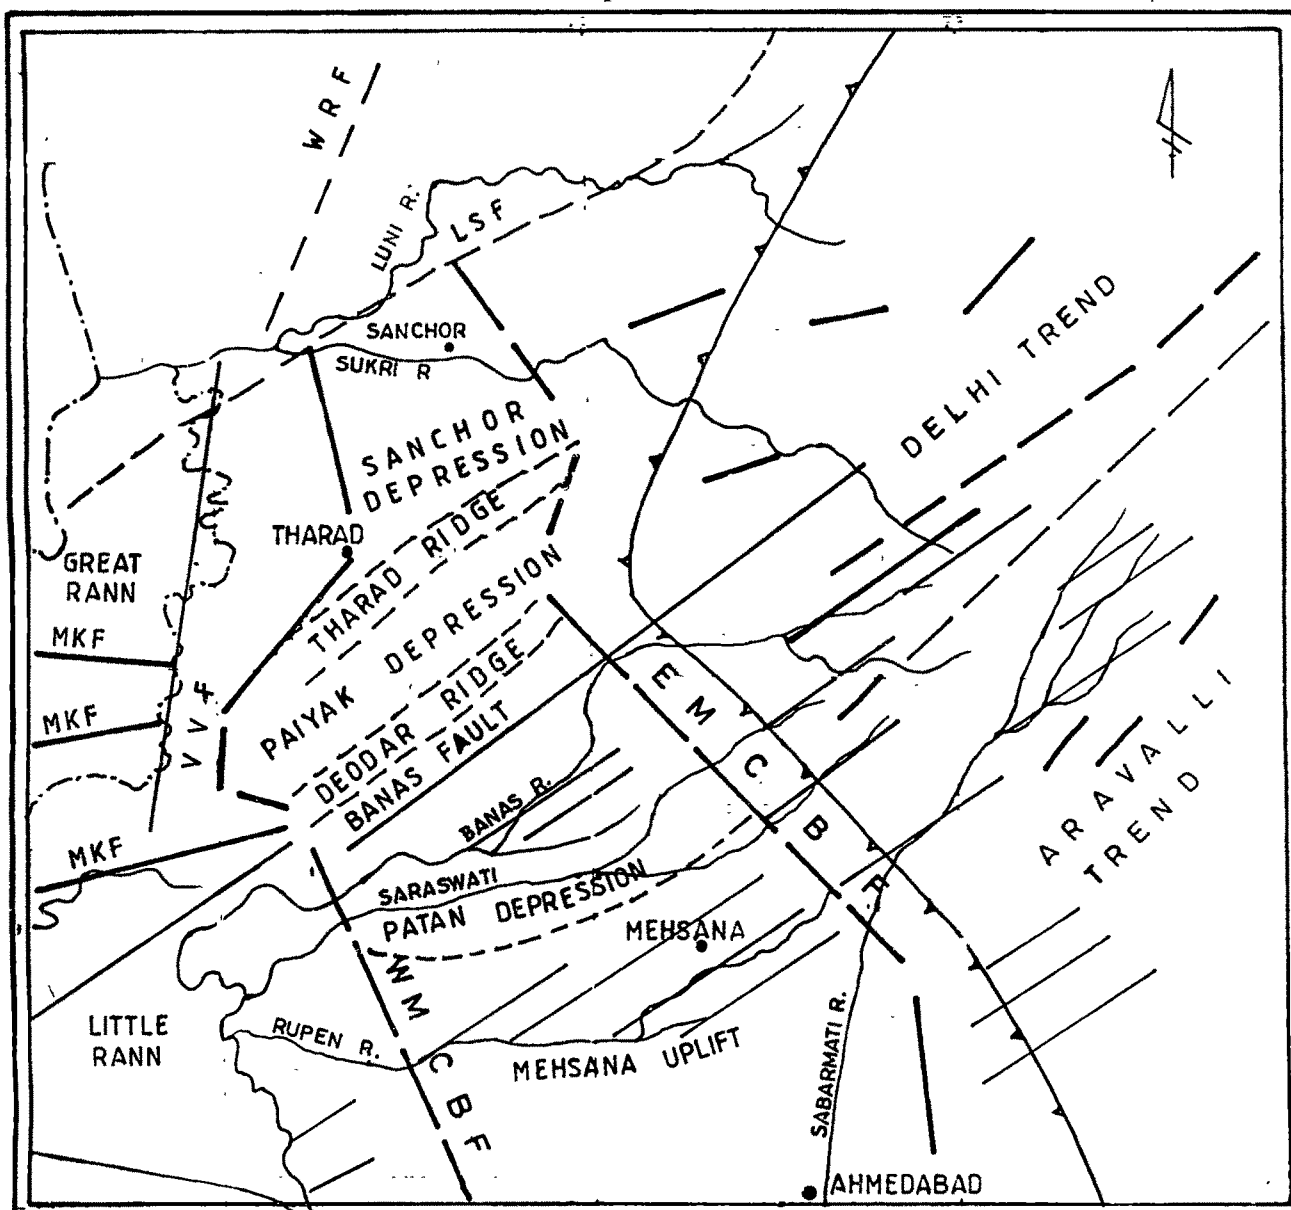 WRF
LUNI R.
LSF
SANCHOR
SUKRI R
DELHI TREND
SANCHOR
DEPRESSION
THARAD
THARAD RIDGE
GREAT
RANN
MKF
PAIYAK DEPRESSION
MKF
VVF
DEODAR RIDGE
BANAS FAULT
EMCBF
ARAVALLI
TREND
BANAS R.
MKF
SARASWATI
PATAN DEPRESSION
MEHSANA
WMCBF
LITTLE
RANN
RUPEN R.
MEHSANA UPLIFT
SABARMATI R.
AHMEDABAD